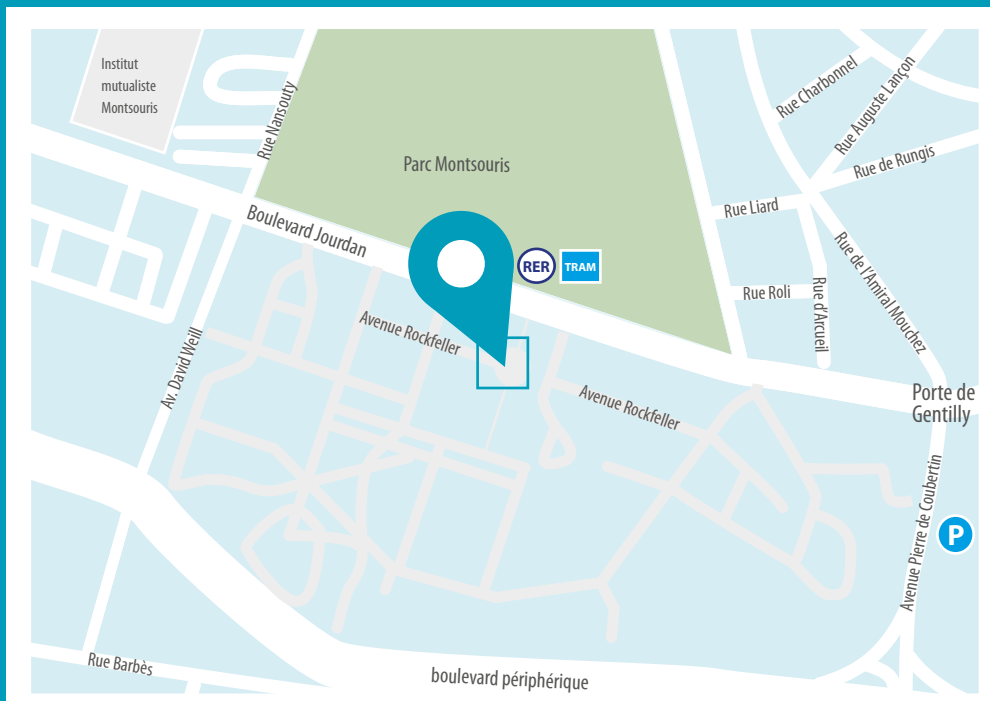 Institut
mutualiste
Montsouris
Rue Nansouty
Parc Montsouris
Rue Charbonnel
Rue Auguste Lançon
Rue de Rungis
Rue Liard
Boulevard Jourdan
RER
TRAM
Rue de l'Amiral Mouchez
Rue Roli
Rue d'Arcueil
Avenue Rockfeller
Av. David Weill
Avenue Rockfeller
Porte de
Gentilly
Avenue Pierre de Coubertin
P
Rue Barbès
boulevard périphérique